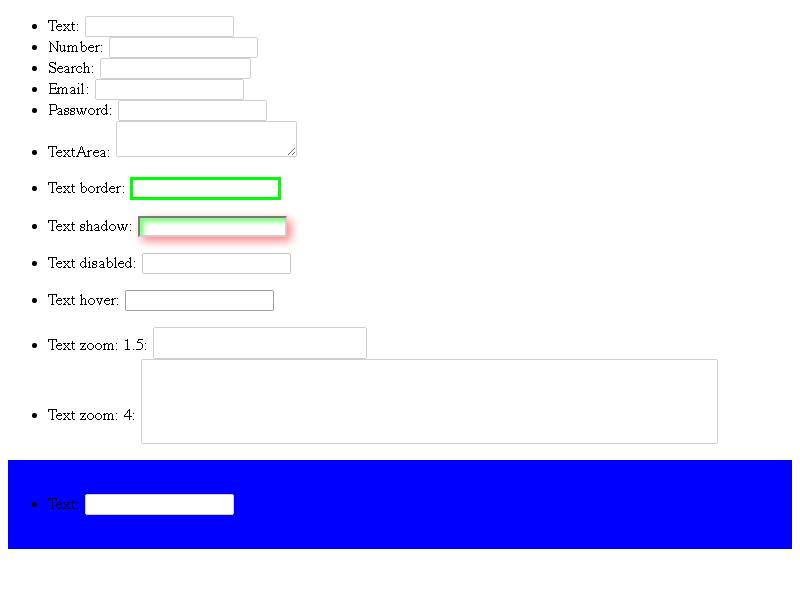 Text:
Number:
Search:
Email:
Password:
TextArea:
Text border:
Text shadow:
Text disabled:
Text hover:
Text zoom: 1.5:
Text zoom: 4:
Text: